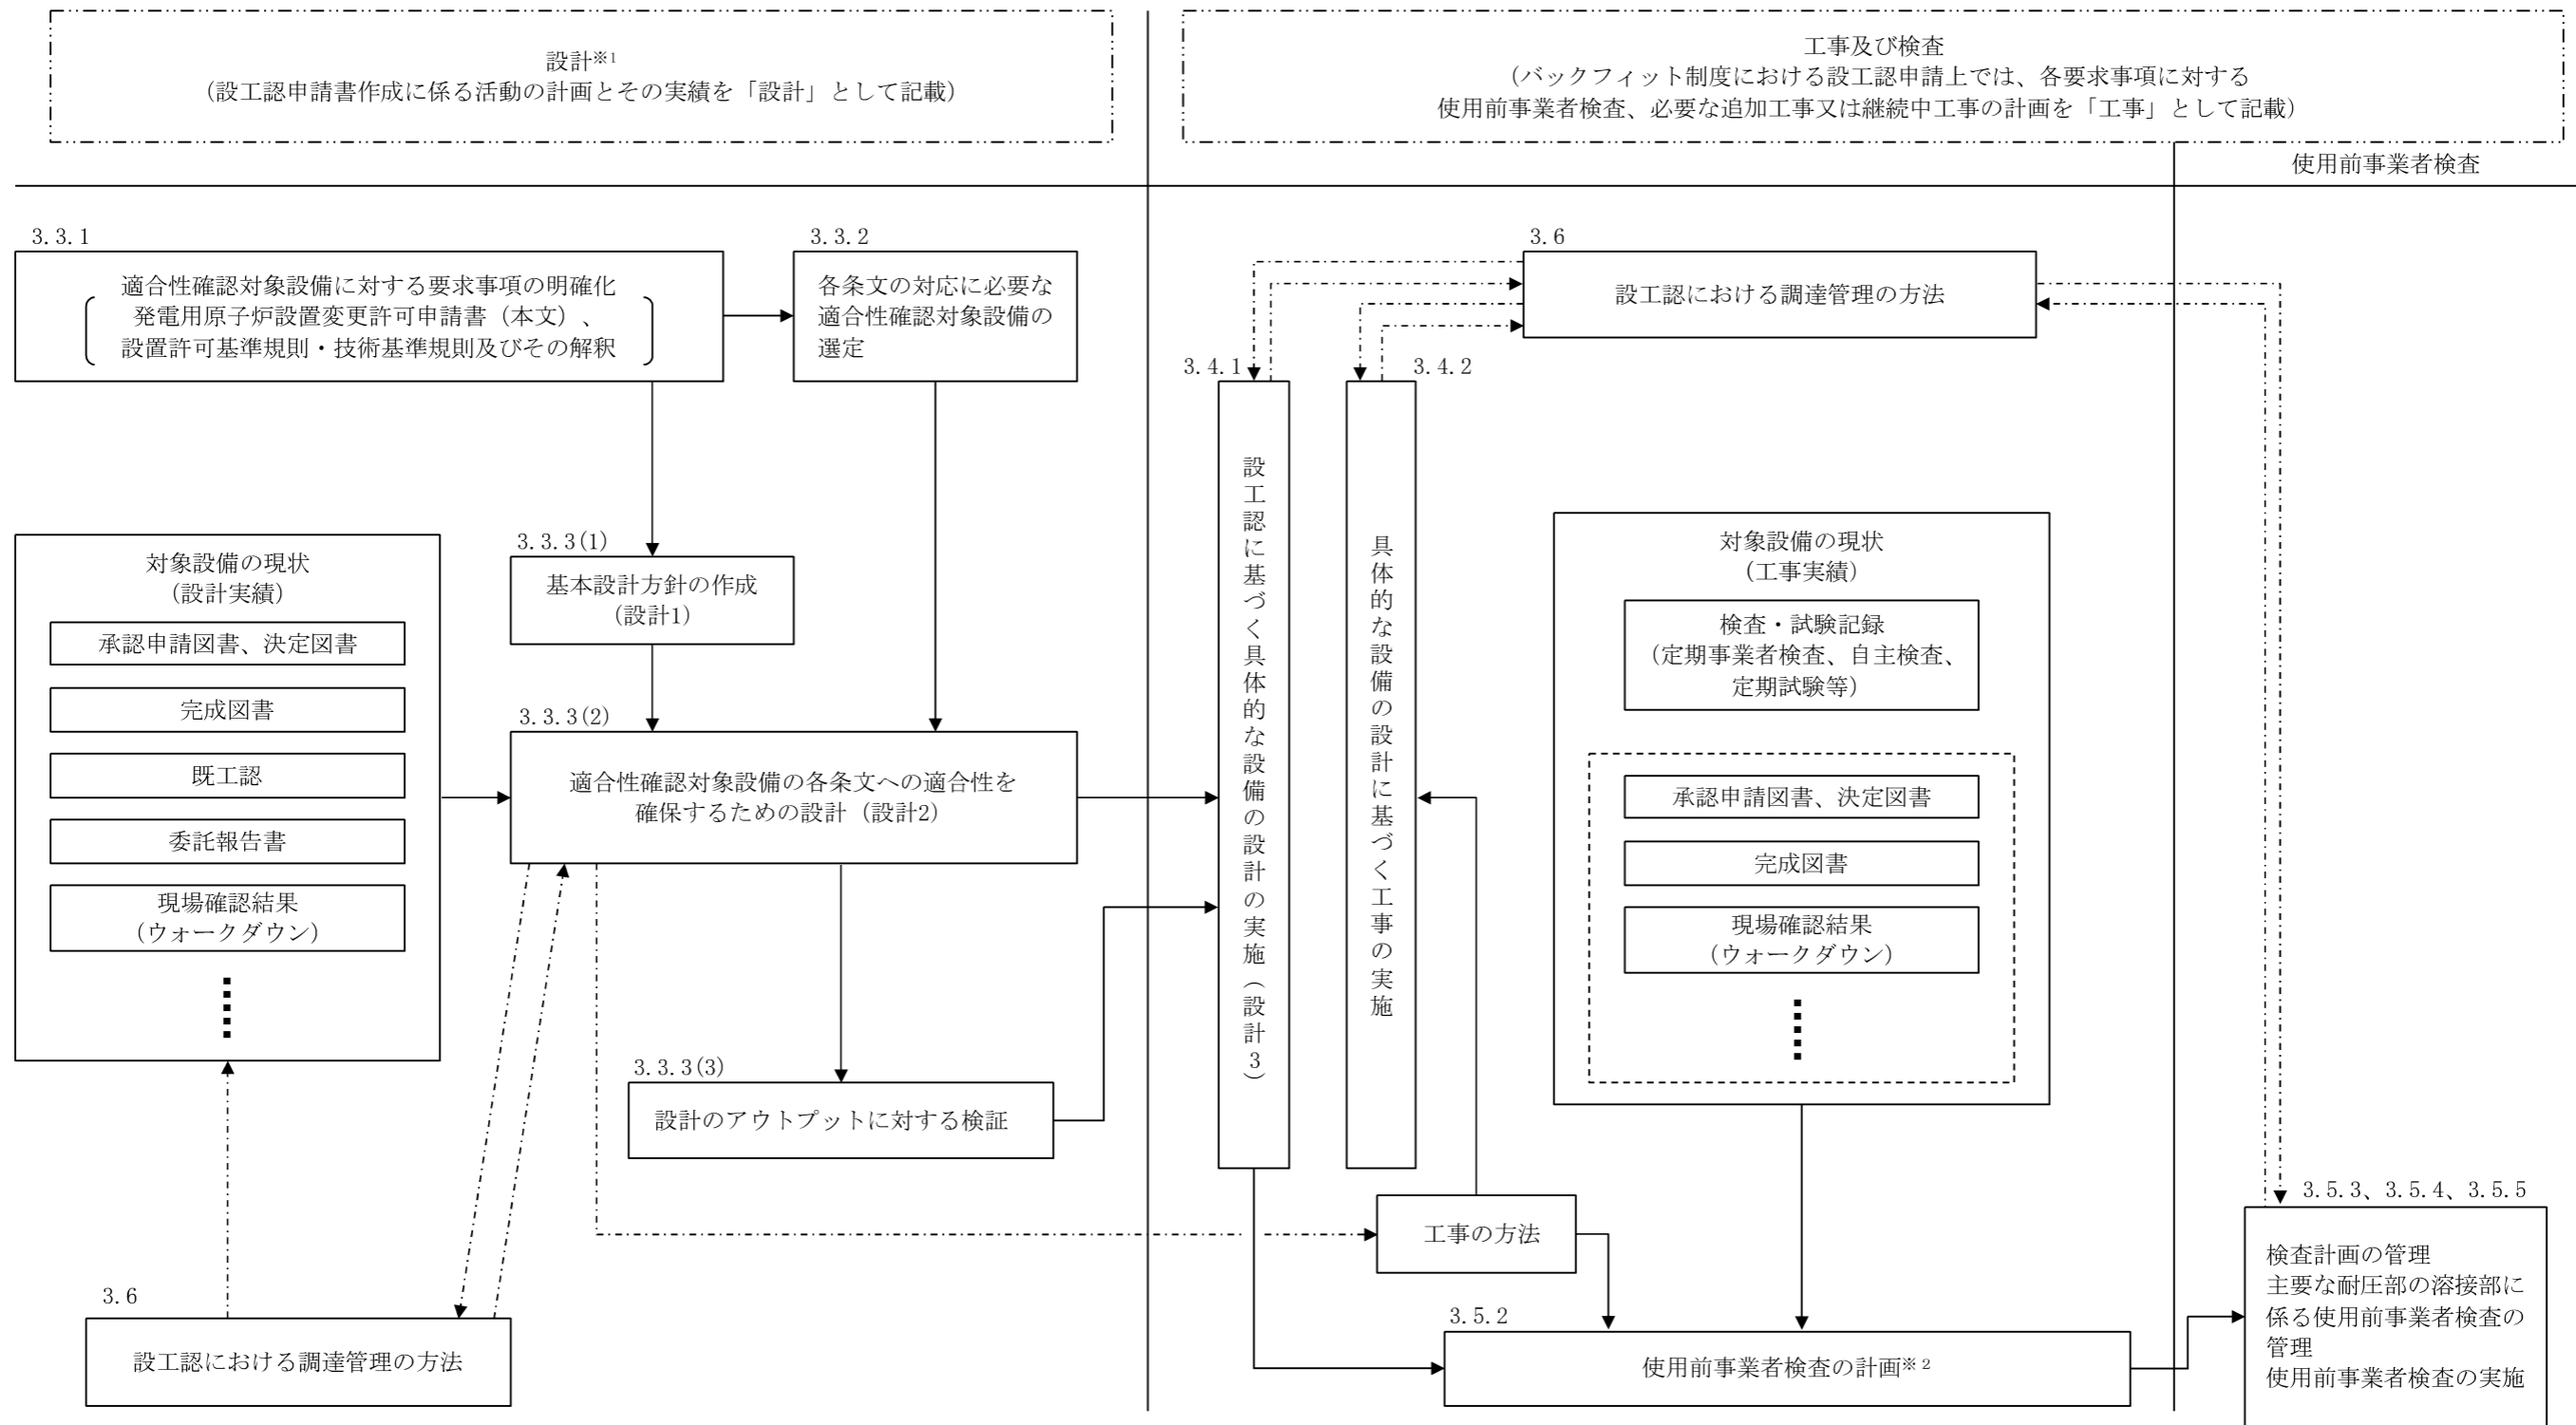 設計※1
(設工認申請書作成に係る活動の計画とその実績を「設計」として記載)
工事及び検査
(バックフィット制度における設工認申請上では、各要求事項に対する
使用前事業者検査、必要な追加工事又は継続中工事の計画を「工事」として記載)
使用前事業者検査
3.3.1
適合性確認対象設備に対する要求事項の明確化
発電用原子炉設置変更許可申請書(本文)、
設置許可基準規則・技術基準規則及びその解釈
3.3.2
各条文の対応に必要な
適合性確認対象設備の
選定
対象設備の現状
(設計実績)
承認申請図書、決定図書
完成図書
既工認
委託報告書
現場確認結果
(ウォークダウン)
3.3.3(1)
基本設計方針の作成
(設計1)
3.3.3(2)
適合性確認対象設備の各条文への適合性を
確保するための設計(設計2)
3.3.3(3)
設計のアウトプットに対する検証
3.6
設工認における調達管理の方法
3.6
設工認における調達管理の方法
3.4.1
設工認に基づく具体的な設備の設計の実施(設計3)
3.4.2
具体的な設備の設計に基づく工事の実施
対象設備の現状
(工事実績)
検査・試験記録
(定期事業者検査、自主検査、
定期試験等)
承認申請図書、決定図書
完成図書
現場確認結果
(ウォークダウン)
工事の方法
3.5.2
使用前事業者検査の計画※2
3.5.3、3.5.4、3.5.5
検査計画の管理
主要な耐圧部の溶接部に
係る使用前事業者検査の
管理
使用前事業者検査の実施